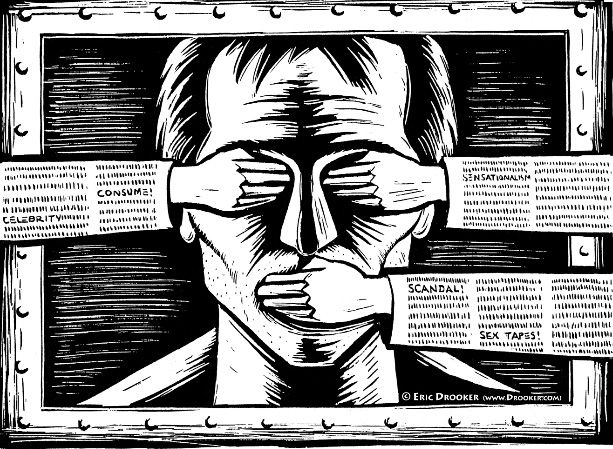 CELEBRITY
CONSUME!
SENSATIONALISM
SCANDAL!
SEX TAPES!
© ERIC DROOKER (WWW.DROOKER.COM)